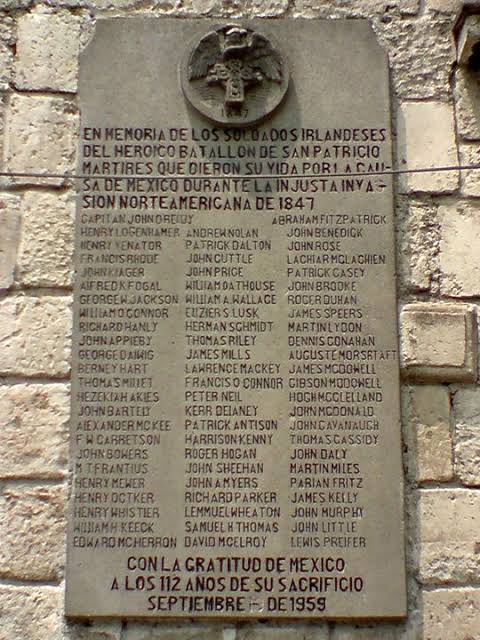 1847
EN MEMORIA DE LOS SOLDADOS IRLANDESES
DEL HEROICO BATALLON DE SAN PATRICIO
MARTIRES QUE DIERON SU VIDA POR LA CAU-
SA DE MEXICO DURANTE LA INJUSTA INVA-
SION NORTEAMERICANA DE 1847
CAPITAN JOHN O'REILLY ABRAHAM FITZPATRICK
HENRY LOGENHAMER ANDREW NOLAN JOHN BENEDICK
HENRY VENATOR PATRICK DALTON JOHN ROSE
FRANCIS RHODE JOHN CUTTLE LACHIAR MCLACHEN
JOHN KLAGER JOHN PRICE PATRICK CASEY
ALFRED K. FOGAL WILLIAM OATHOUSE JOHN BROOKE
GEORGE W. JACKSON WILLIAM A. WALLACE ROGER DUHAN
WILLIAM O'CONNOR ELIZIER S. LUSK JAMES SPEERS
RICHARD HANLY HERMAN SCHMIDT MARTIN LYDON
JOHN APPLEBY THOMAS RILEY DENNIS CONAHAN
GEORGE DALWIG JAMES MILLS AUGUSTE MORSTAFT
BERNEY HART LAWRENCE MACKEY JAMES MCDOWELL
THOMAS MILLET FRANCIS O'CONNOR GIBSON MCDOWELL
HEZEKIAH AKLES PETER NEIL HUGH MCCLELLAND
JOHN BARTELY KERR DELANEY JOHN MCDONALD
ALEXANDER MCKEE PATRICK ANTISON JOHN CAVANAUGH
F. W. GARRETSON HARRISON KENNY THOMAS CASSIDY
JOHN BOWERS ROGER HOGAN JOHN DALY
M. T. FRANTIUS JOHN SHEEHAN MARTIN MILES
HENRY MEWER JOHN A. MYERS PARIAN FRITZ
HENRY OCTKER RICHARD PARKER JAMES KELLY
HENRY WHISTLER LEMMUEL WHEATON JOHN MURPHY
WILLIAM H. KEECK SAMUEL H. THOMAS JOHN LITTLE
EDWARD MCHERRON DAVID MCELROY LEWIS PREIFER
CON LA GRATITUD DE MEXICO
A LOS 112 AÑOS DE SU SACRIFICIO
SEPTIEMBRE DE 1959